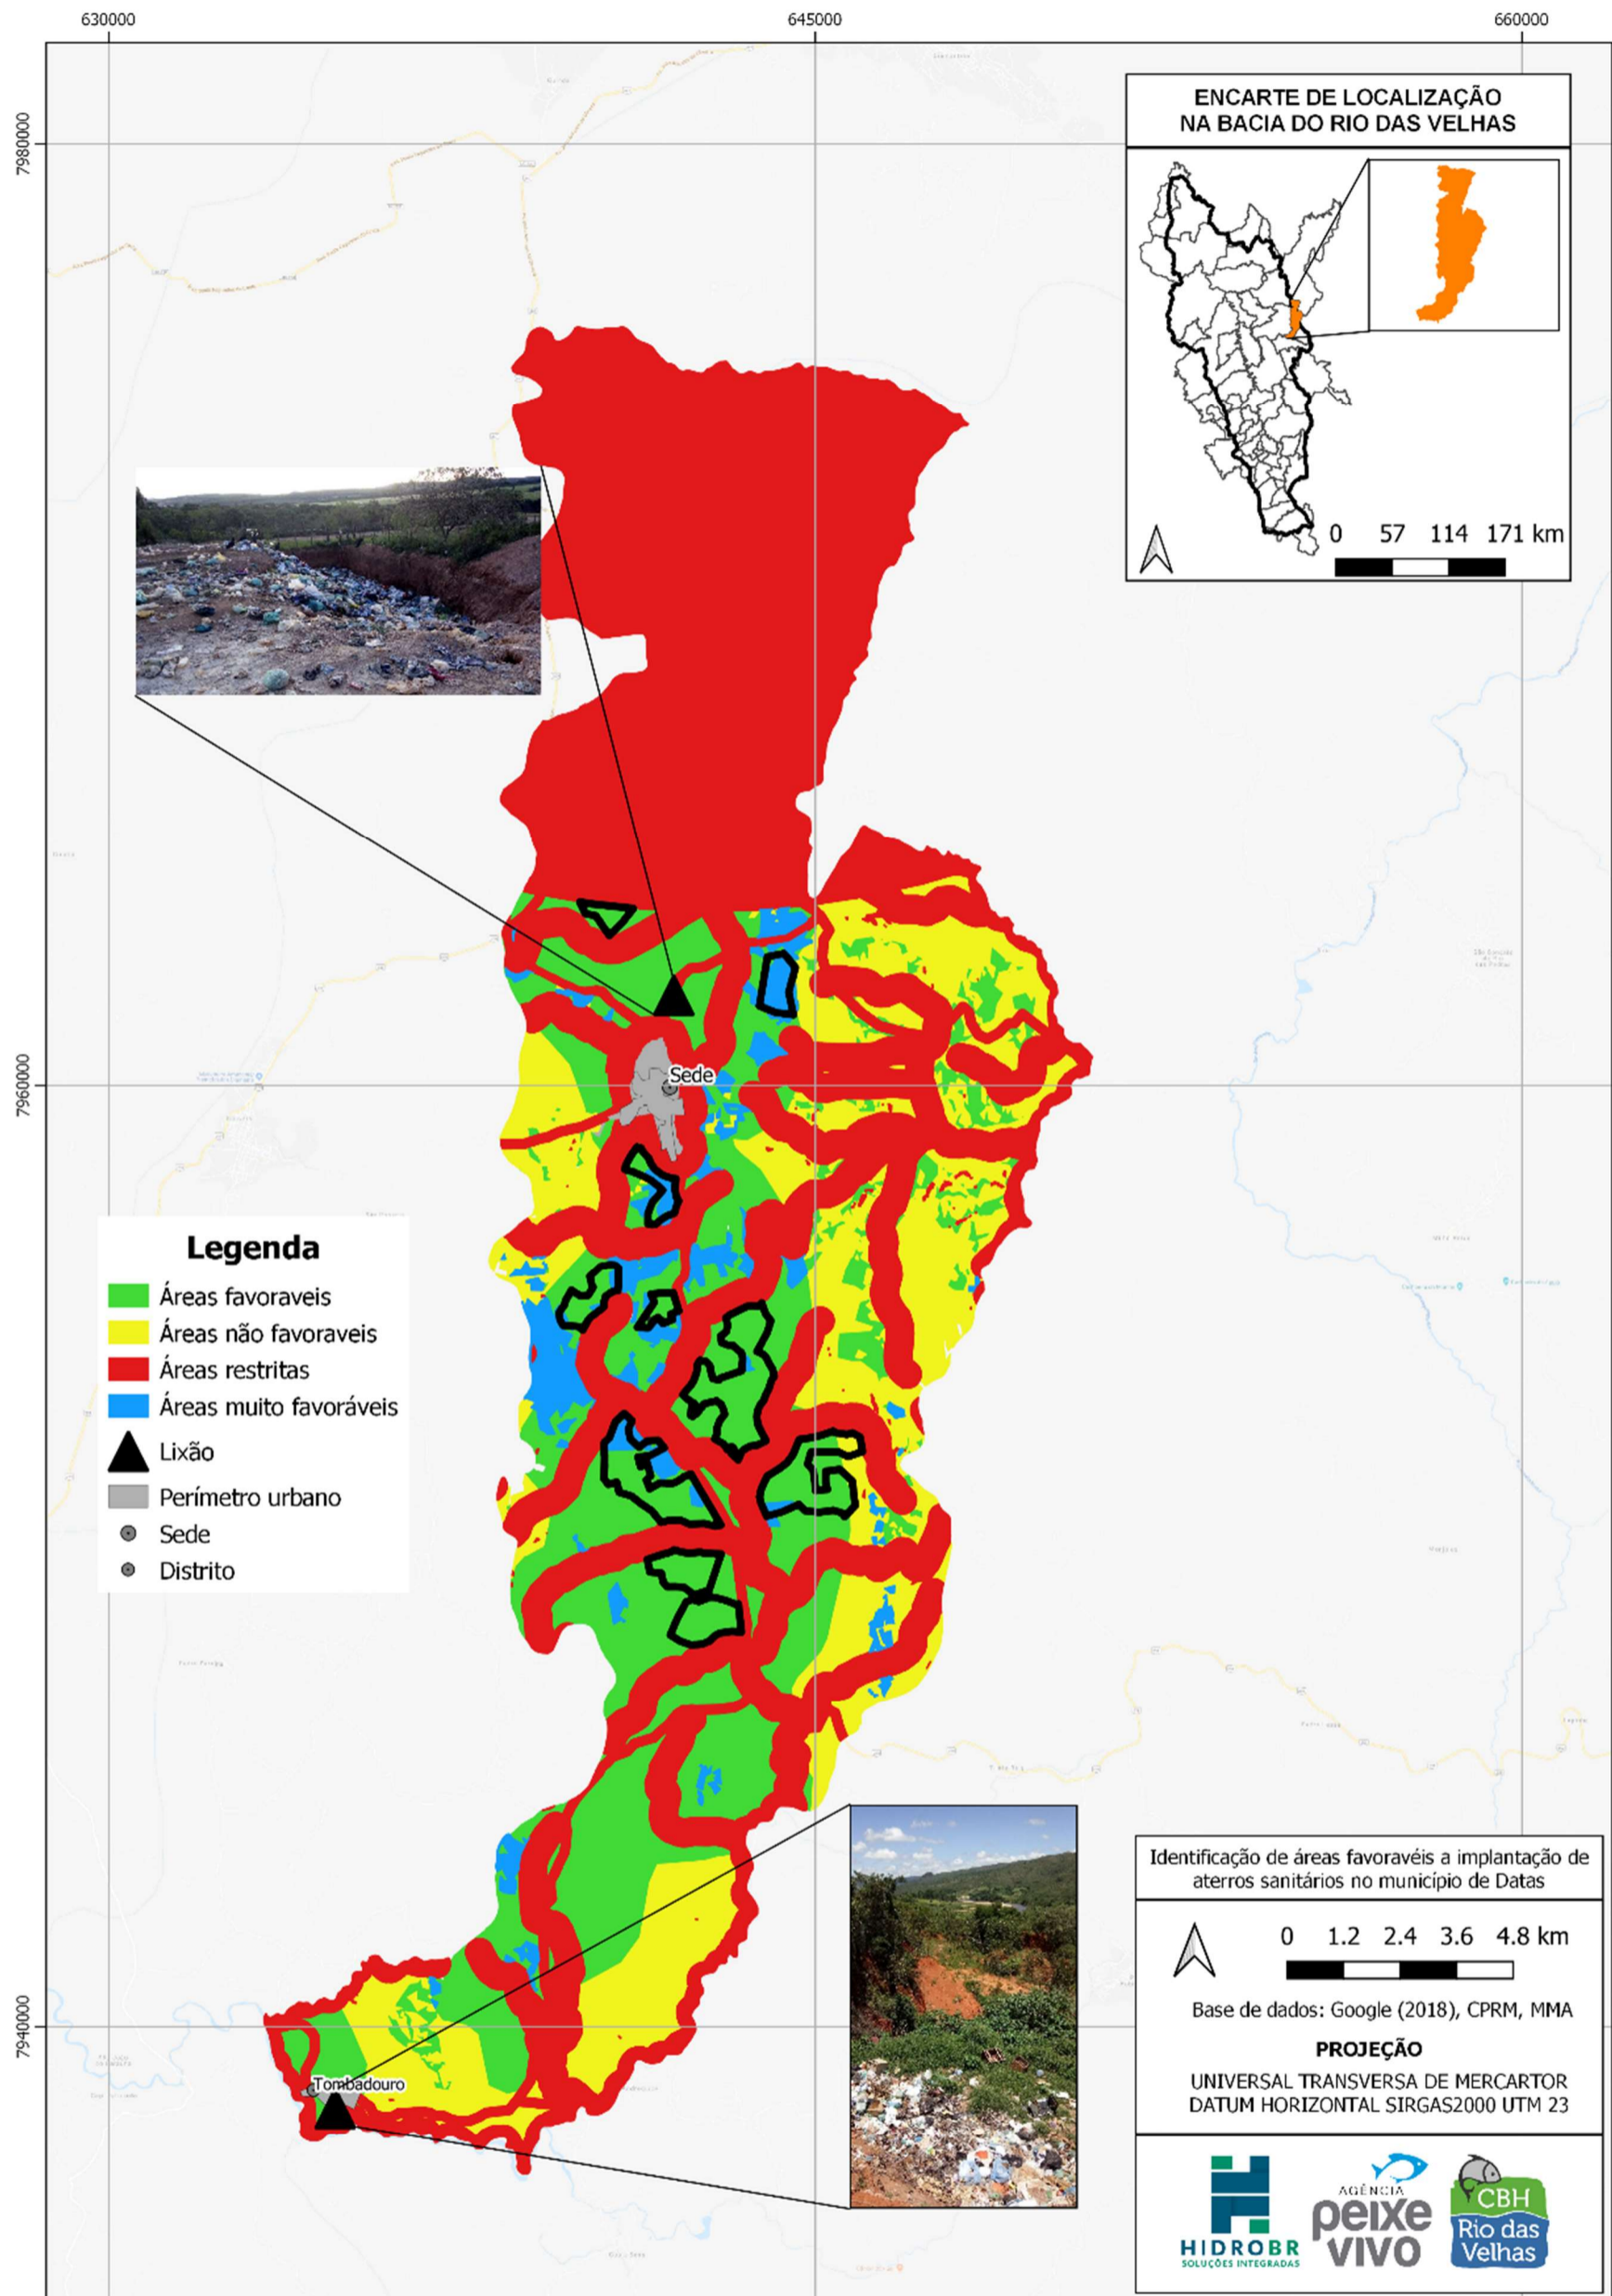 630000
645000
660000
7980000
7960000
7940000
ENCARTE DE LOCALIZAÇÃO
NA BACIA DO RIO DAS VELHAS
0 57 114 171 km
Sede
Legenda
Áreas favoraveis
Áreas não favoraveis
Áreas restritas
Áreas muito favoráveis
Lixão
Perímetro urbano
Sede
Distrito
Tombadouro
Identificação de áreas favoravéis a implantação de
aterros sanitários no município de Datas
0 1.2 2.4 3.6 4.8 km
Base de dados: Google (2018), CPRM, MMA
PROJEÇÃO
UNIVERSAL TRANSVERSA DE MERCARTOR
DATUM HORIZONTAL SIRGAS2000 UTM 23
HIDROBR
SOLUÇÕES INTEGRADAS
AGÊNCIA
peixe
VIVO
CBH
Rio das
Velhas